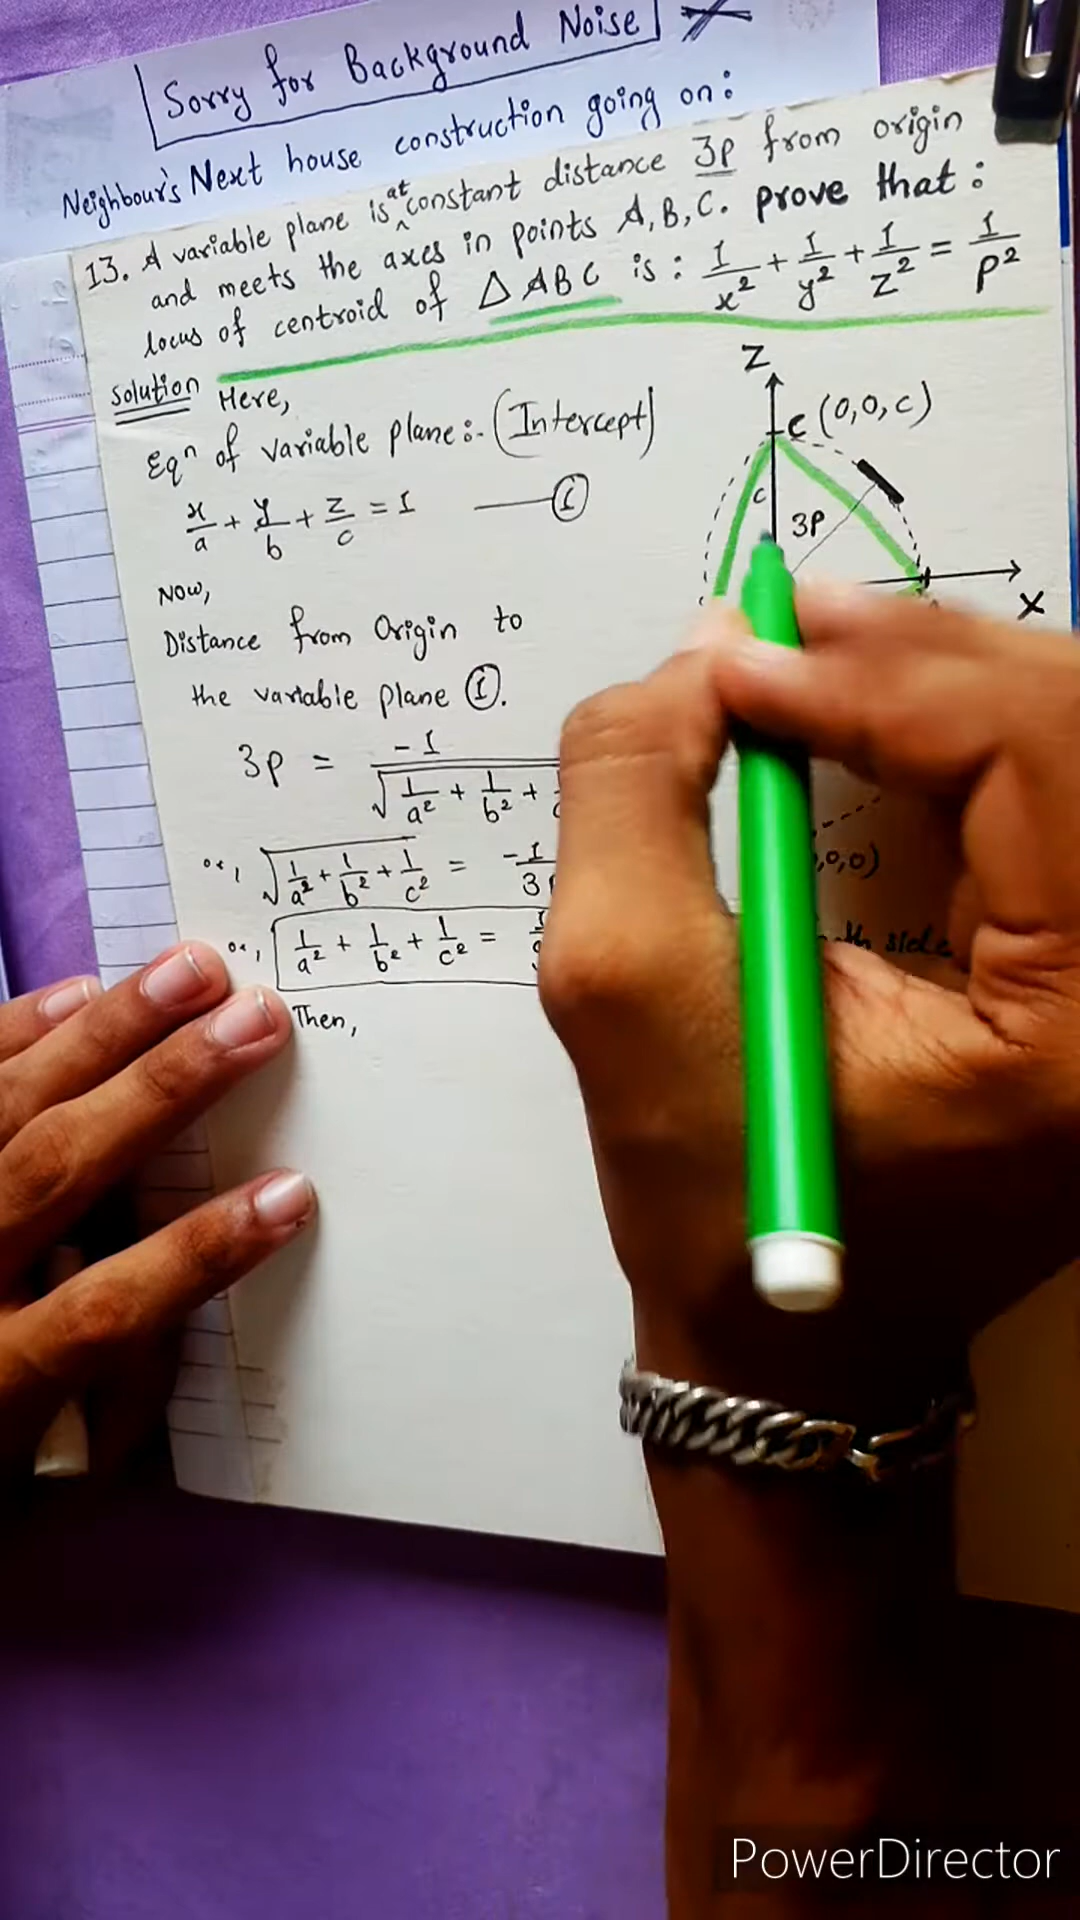 Sorry for Background Noise
Neighbour's Next house construction going on:
13. A variable plane is at constant distance 3p from origin
and meets the axes in points A, B, C. prove that:
locus of centroid of △ABC is: 1/x² + 1/y² + 1/z² = 1/p²
Solution Here,
Eqⁿ of variable plane:- (Intercept)
x/a + y/b + z/c = 1 —— (1)
Now,
Distance from Origin to
the variable plane (1).
3p = -1 / √(1/a² + 1/b² +
or, √(1/a² + 1/b² + 1/c²) = -1/3
or, 1/a² + 1/b² + 1/c² =
Then,
Z
C (0,0,c)
c
3p
X
,0,0)
side
PowerDirector